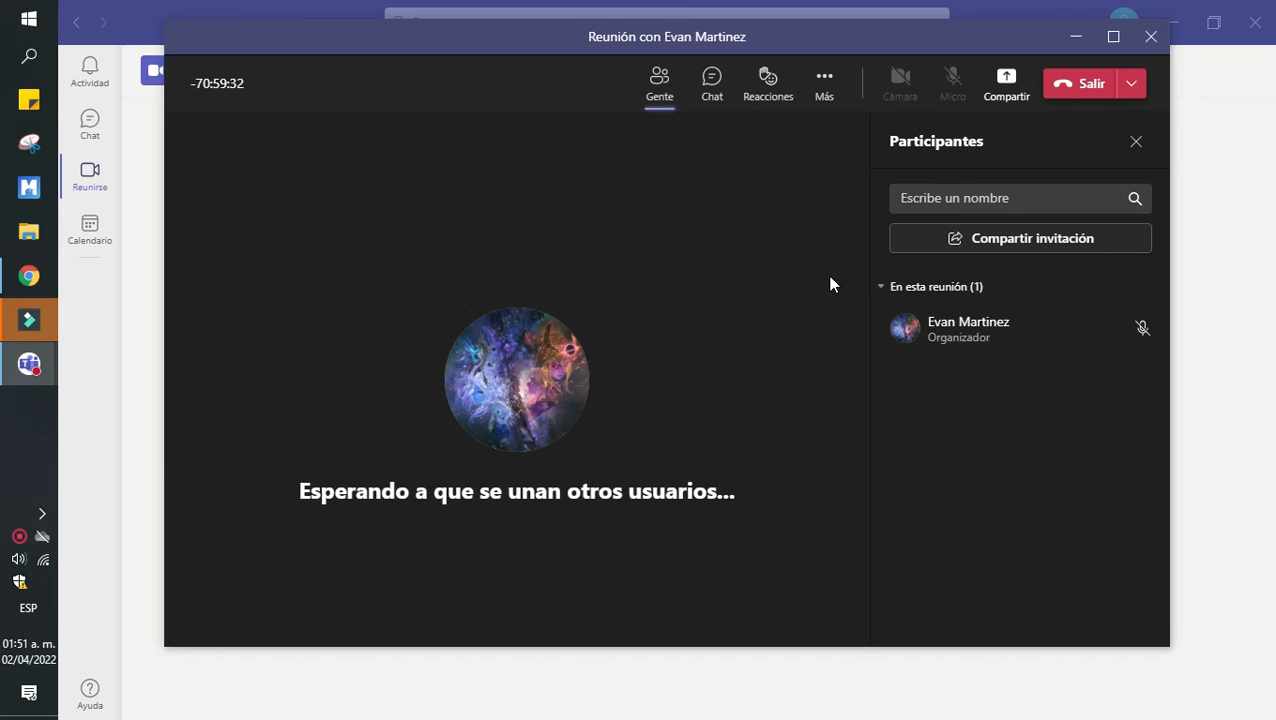 Reunión con Evan Martinez
-70:59:32
Gente
Chat
Reacciones
Más
Cámara
Micro
Compartir
Salir
Actividad
Chat
Reunirse
Calendario
Participantes
Escribe un nombre
Compartir invitación
En esta reunión (1)
Evan Martinez
Organizador
Esperando a que se unan otros usuarios...
ESP
01:51 a. m.
02/04/2022
Ayuda